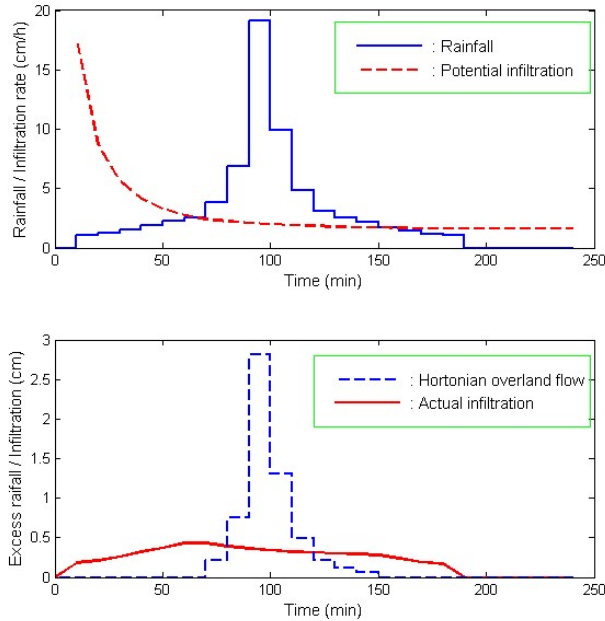 20
15
10
5
0
Rainfall / Infiltration rate (cm/h)
: Rainfall
: Potential infiltration
0 50 100 150 200 250
Time (min)
3
2.5
2
1.5
1
0.5
0
Excess raifall / Infiltration (cm)
: Hortonian overland flow
: Actual infiltration
0 50 100 150 200 250
Time (min)